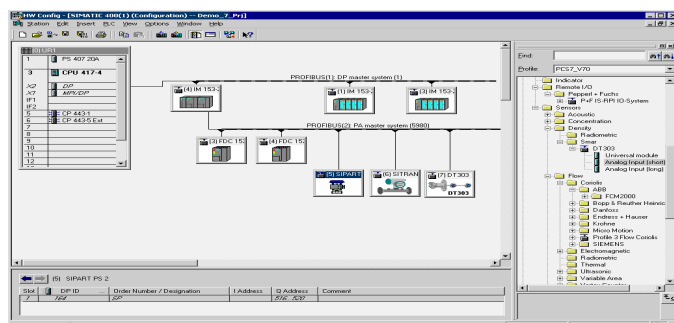 HW Config - [SIMATIC 400(1) (Configuration) -- Demo_7_Prj]
Station Edit Insert PLC View Options Window Help
(0) UR1
1 PS 407 20A
3 CPU 417-4
X2 DP
X1 MPI/DP
IF1
IF2
5 CP 443-1
6 CP 443-5 Ext
7
8
9
10
11
12
PROFIBUS(1): DP master system (1)
(4) IM 153-
(1) IM 153-
(3) IM 153-
PROFIBUS(2): PA master system (5980)
(3) FDC 15
(4) FDC 15
(5) SIPART
(6) SITRAN
(7) DT303
DT303
Find:
Profile: PCS7_V70
Indicator
Remote I/O
Pepperl + Fuchs
P+F IS-RPI IO-System
Sensors
Acoustic
Concentration
Density
Radiometric
Smar
DT303
Universal module
Analog Input (short)
Analog Input (long)
Flow
Coriolis
ABB
FCM2000
Bopp & Reuther Heinric
Danfoss
Endress + Hauser
Krohne
Micro Motion
Profile 3 Flow Coriolis
SIEMENS
Electromagnetic
Radiometric
Thermal
Ultrasonic
Variable Area
Vortex Counter
(5) SIPART PS 2
Slot DP ID ... Order Number / Designation I Address Q Address Comment
1 164 SP 516...520